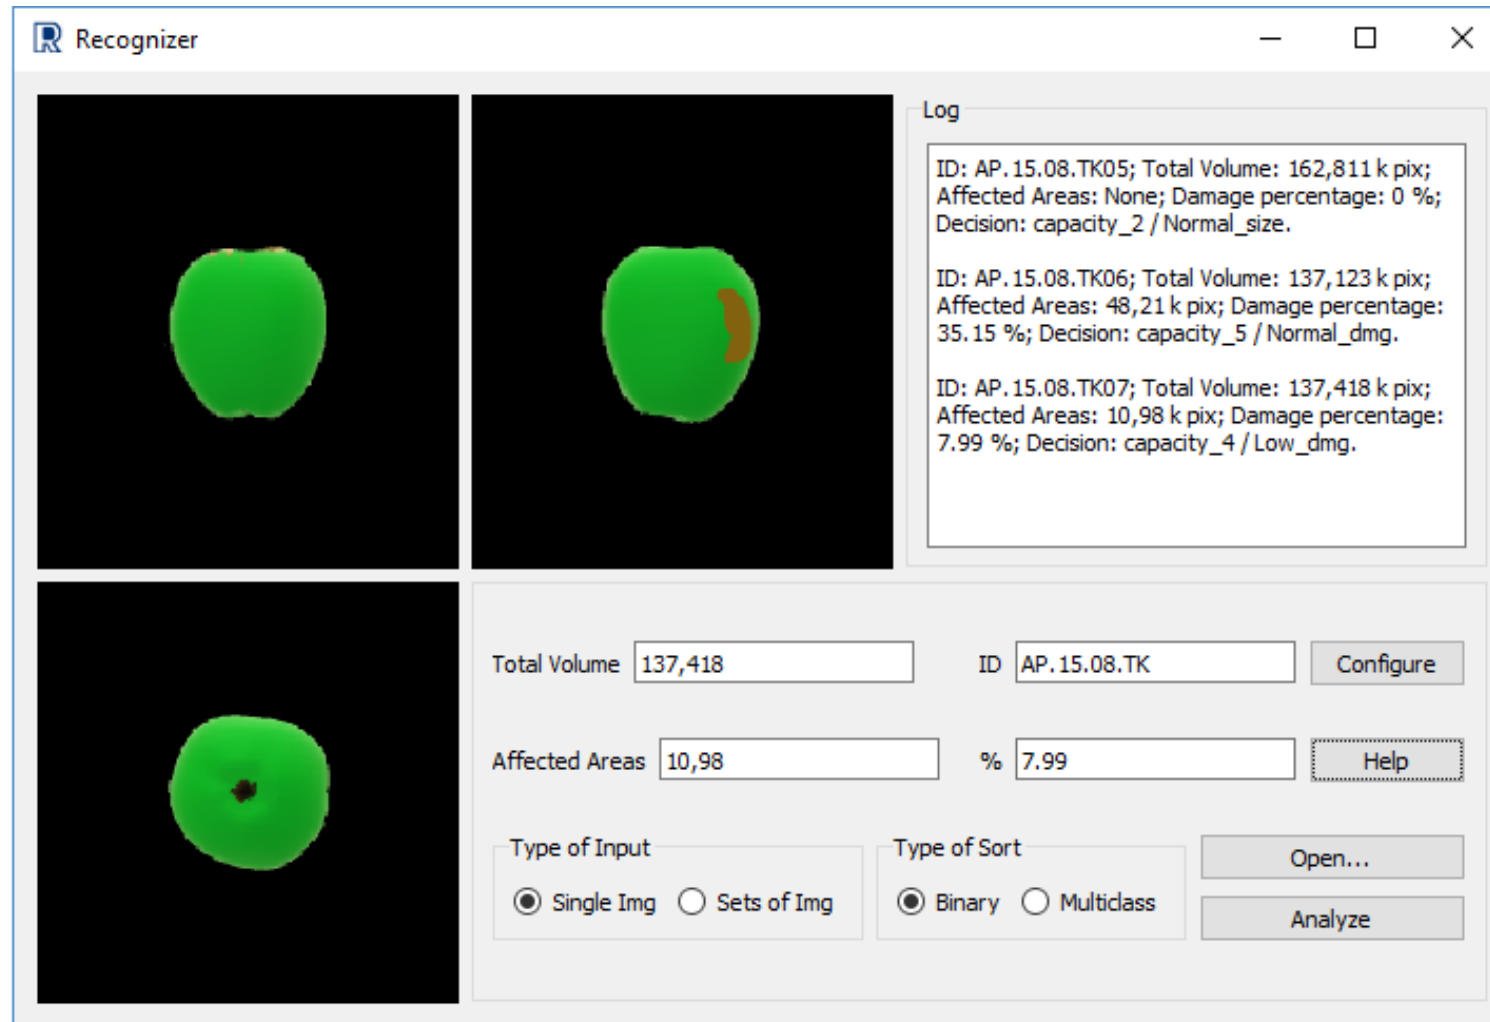 Recognizer
Log
ID: AP.15.08.TK05; Total Volume: 162,811 k pix;
Affected Areas: None; Damage percentage: 0 %;
Decision: capacity_2 / Normal_size.
ID: AP.15.08.TK06; Total Volume: 137,123 k pix;
Affected Areas: 48,21 k pix; Damage percentage:
35.15 %; Decision: capacity_5 / Normal_dmg.
ID: AP.15.08.TK07; Total Volume: 137,418 k pix;
Affected Areas: 10,98 k pix; Damage percentage:
7.99 %; Decision: capacity_4 / Low_dmg.
Total Volume 137,418 ID AP.15.08.TK Configure
Affected Areas 10,98 % 7.99 Help
Type of Input Type of Sort
Open...
Single Img Sets of Img Binary Multiclass
Analyze